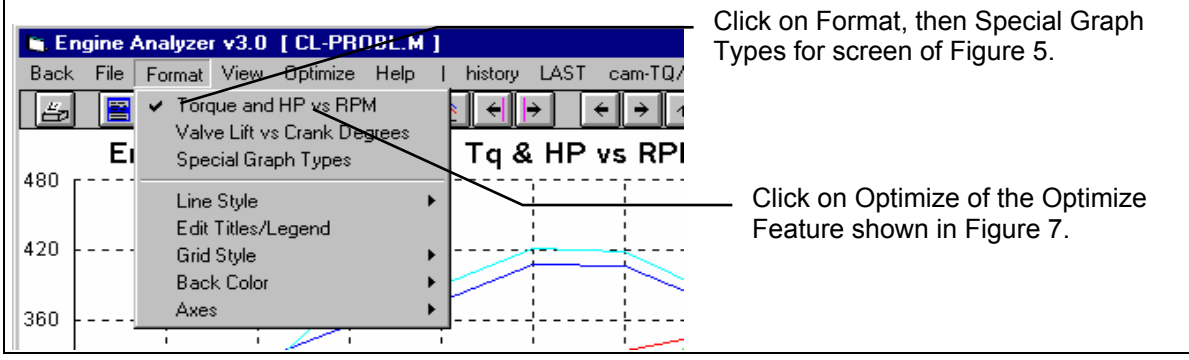 Engine Analyzer v3.0 [ CL-PROBL.M ]
Click on Format, then Special Graph
Types for screen of Figure 5.
Back File Format View Optimize Help | history LAST cam-TQ/
✓ Torque and HP vs RPM
Valve Lift vs Crank Degrees
Special Graph Types
Tq & HP vs RP
480
Line Style
Edit Titles/Legend
Grid Style
Back Color
Axes
Click on Optimize of the Optimize
Feature shown in Figure 7.
420
360